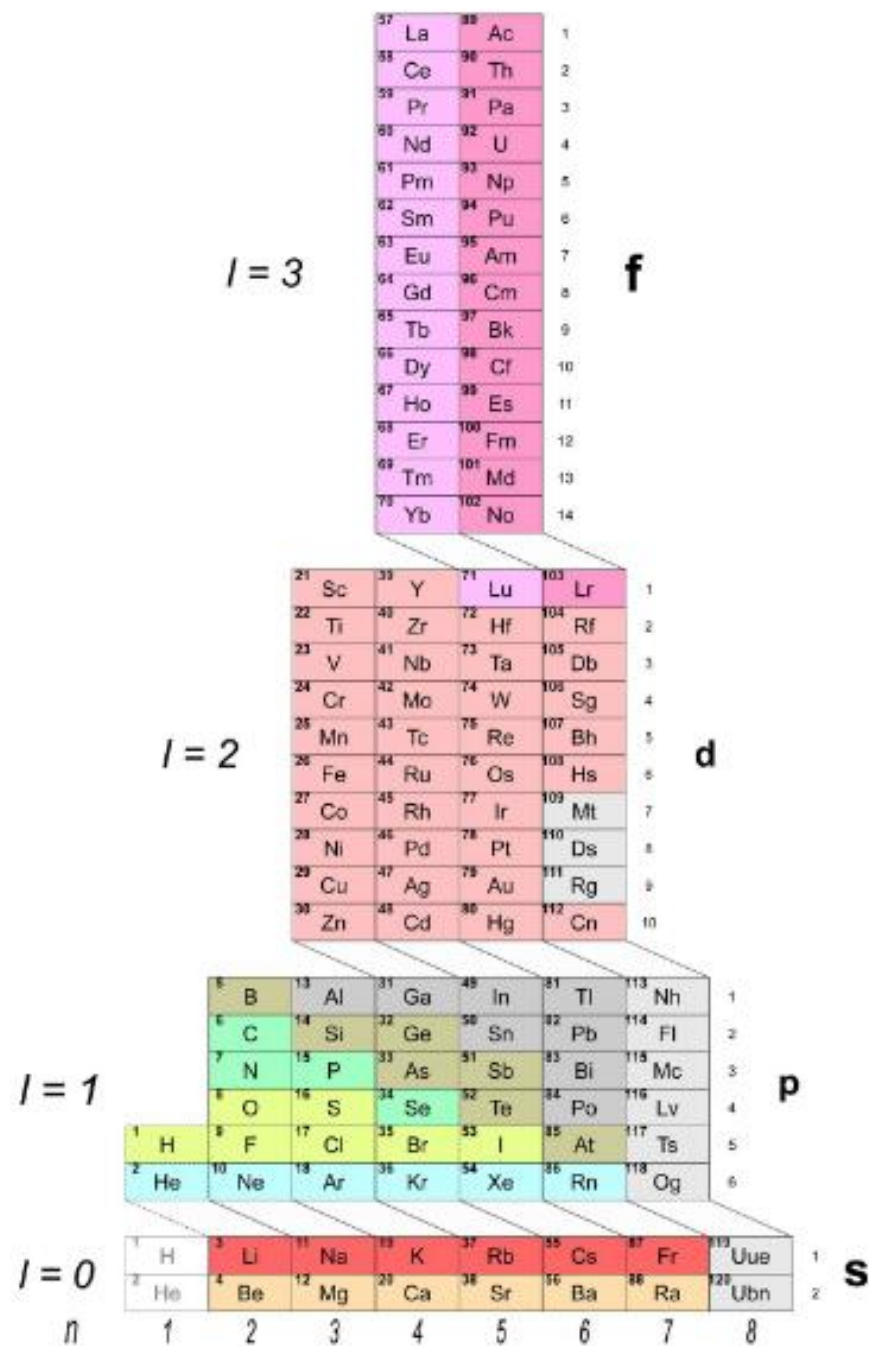 57 La 89 Ac 1
58 Ce 90 Th 2
59 Pr 91 Pa 3
60 Nd 92 U 4
61 Pm 93 Np 5
62 Sm 94 Pu 6
63 Eu 95 Am 7
l = 3 64 Gd 96 Cm 8 f
65 Tb 97 Bk 9
66 Dy 98 Cf 10
67 Ho 99 Es 11
68 Er 100 Fm 12
69 Tm 101 Md 13
70 Yb 102 No 14
21 Sc 39 Y 71 Lu 103 Lr 1
22 Ti 40 Zr 72 Hf 104 Rf 2
23 V 41 Nb 73 Ta 105 Db 3
24 Cr 42 Mo 74 W 106 Sg 4
l = 2 25 Mn 43 Tc 75 Re 107 Bh 5 d
26 Fe 44 Ru 76 Os 108 Hs 6
27 Co 45 Rh 77 Ir 109 Mt 7
28 Ni 46 Pd 78 Pt 110 Ds 8
29 Cu 47 Ag 79 Au 111 Rg 9
30 Zn 48 Cd 80 Hg 112 Cn 10
5 B 13 Al 31 Ga 49 In 81 Tl 113 Nh 1
6 C 14 Si 32 Ge 50 Sn 82 Pb 114 Fl 2
l = 1 7 N 15 P 33 As 51 Sb 83 Bi 115 Mc 3 p
8 O 16 S 34 Se 52 Te 84 Po 116 Lv 4
1 H 9 F 17 Cl 35 Br 53 I 85 At 117 Ts 5
2 He 10 Ne 18 Ar 36 Kr 54 Xe 86 Rn 118 Og 6
l = 0 1 H 3 Li 11 Na 19 K 37 Rb 55 Cs 87 Fr 119 Uue 1 s
2 He 4 Be 12 Mg 20 Ca 38 Sr 56 Ba 88 Ra 120 Ubn 2
n 1 2 3 4 5 6 7 8